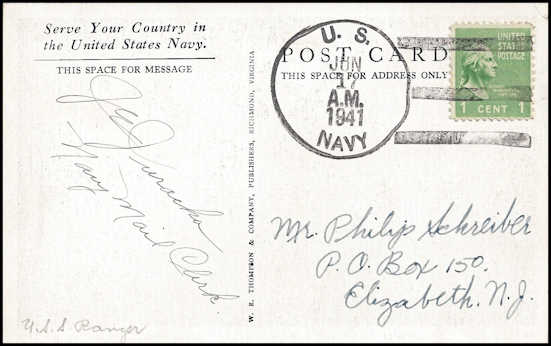 Serve Your Country in
the United States Navy.
THIS SPACE FOR MESSAGE
Navy Mail Clerk.
U.S.S Ranger
W. R. THOMPSON & COMPANY, PUBLISHERS, RICHMOND, VIRGINIA
POST CARD
THIS SPACE FOR ADDRESS ONLY
U. S.
JUN
17
A.M.
1941
NAVY
UNITED
STATES
POSTAGE
1 CENT 1
Mr. Philip Schreiber
P. O. Box 150.
Elizabeth. N. J.